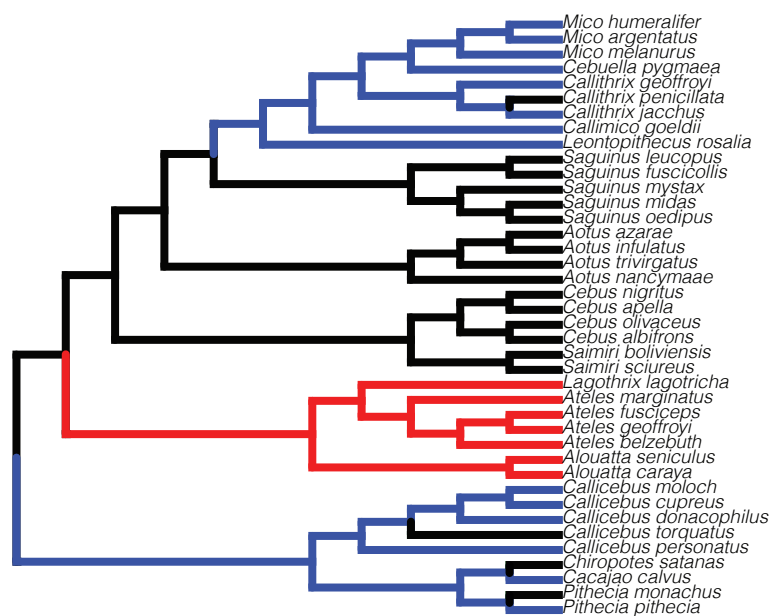 Mico humeralifer
Mico argentatus
Mico melanurus
Cebuella pygmaea
Callithrix geoffroyi
Callithrix penicillata
Callithrix jacchus
Callimico goeldii
Leontopithecus rosalia
Saguinus leucopus
Saguinus fuscicollis
Saguinus mystax
Saguinus midas
Saguinus oedipus
Aotus azarae
Aotus infulatus
Aotus trivirgatus
Aotus nancymaae
Cebus nigritus
Cebus apella
Cebus olivaceus
Cebus albifrons
Saimiri boliviensis
Saimiri sciureus
Lagothrix lagotricha
Ateles marginatus
Ateles fusciceps
Ateles geoffroyi
Ateles belzebuth
Alouatta seniculus
Alouatta caraya
Callicebus moloch
Callicebus cupreus
Callicebus donacophilus
Callicebus torquatus
Callicebus personatus
Chiropotes satanas
Cacajao calvus
Pithecia monachus
Pithecia pithecia